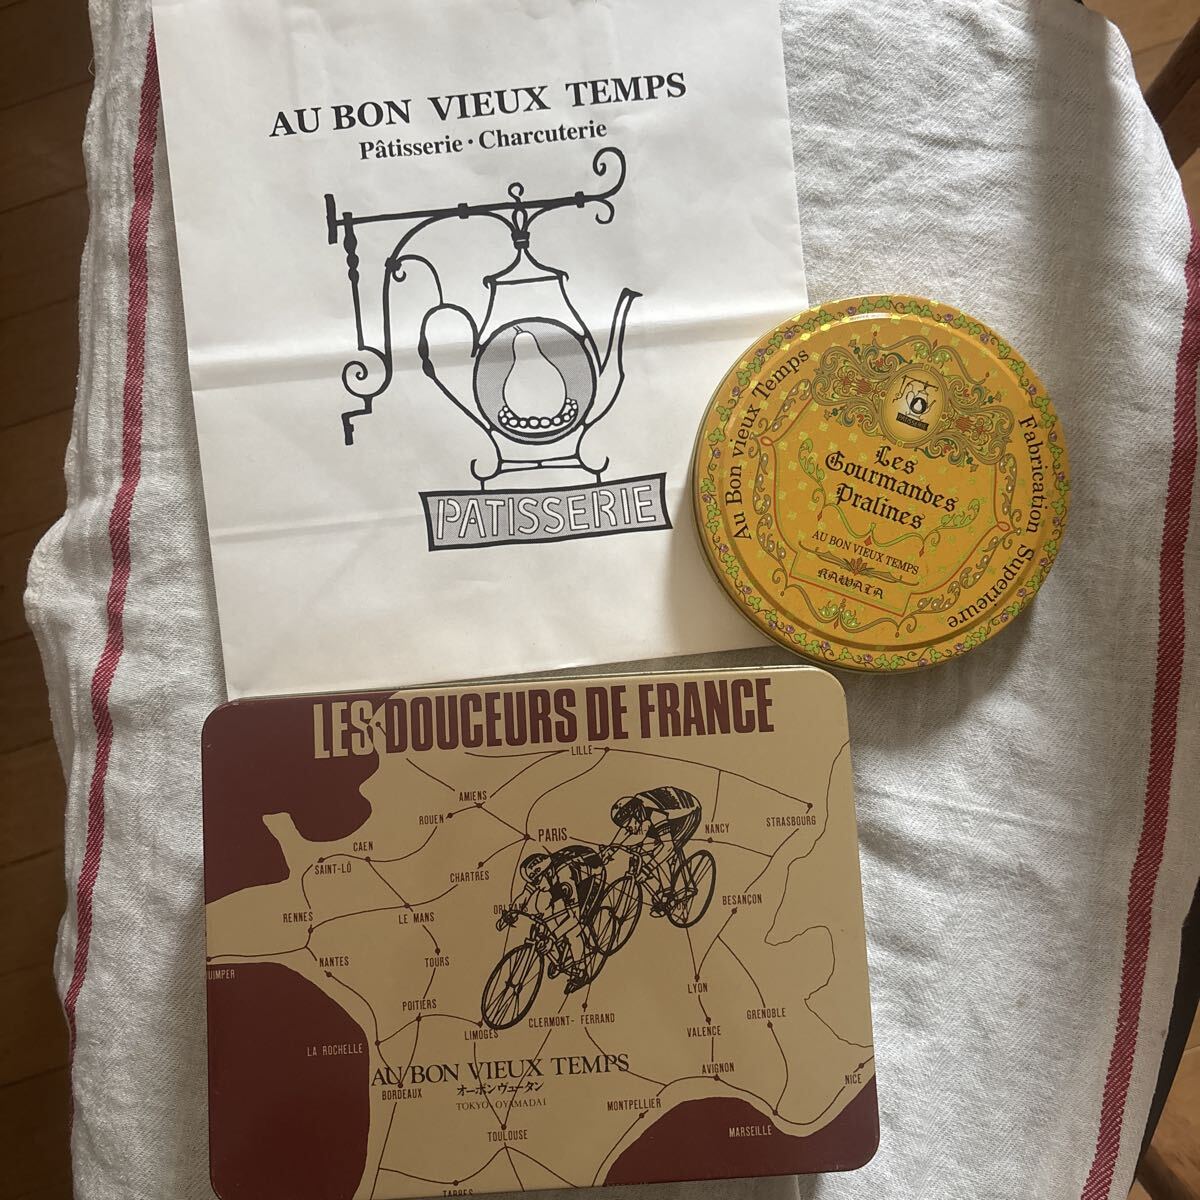 AU BON VIEUX TEMPS
Pâtisserie・Charcuterie
PATISSERIE
Au Bon vieux Temps
Fabrication Superieure
PATISSERIE
Les
Gourmandes
Pralines
AU BON VIEUX TEMPS
KAWATA
LES DOUCEURS DE FRANCE
LILLE
AMIENS
ROUEN
PARIS
NANCY
STRASBOURG
CAEN
SAINT-LÔ
CHARTRES
BESANÇON
RENNES
LE MANS
NANTES
TOURS
UIMPER
LYON
POITIERS
CLERMONT-FERRAND
GRENOBLE
LIMOGES
VALENCE
LA ROCHELLE
AU BON VIEUX TEMPS
オーボンヴュータン
TOKYO OYAMADAI
BORDEAUX
AVIGNON
NICE
MONTPELLIER
MARSEILLE
TOULOUSE
TARBES